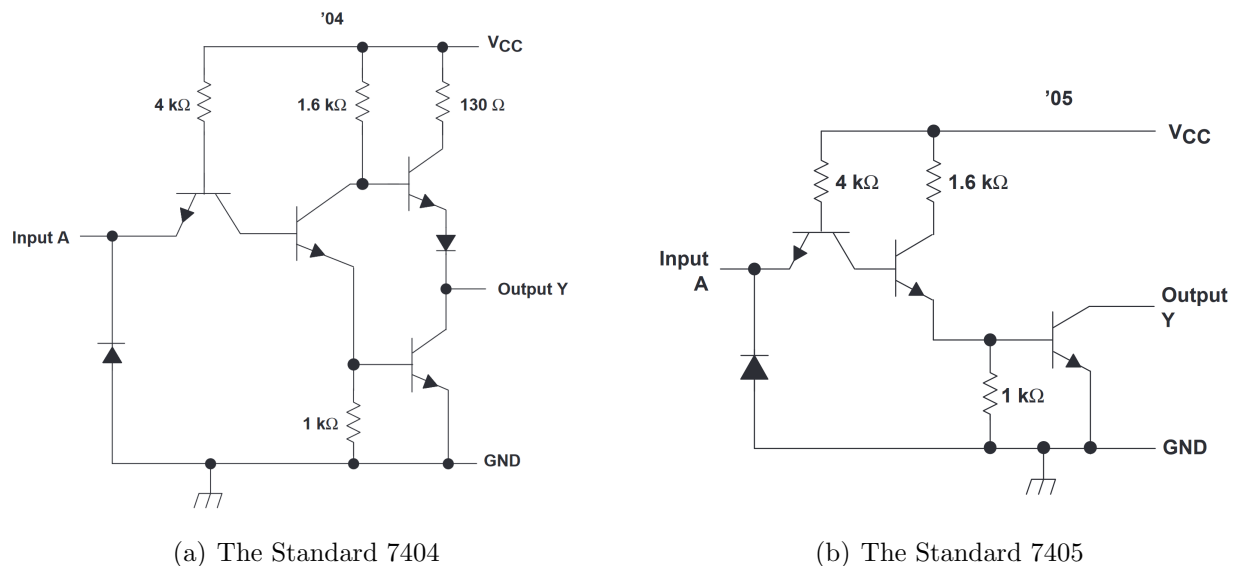 '04
VCC
4 kΩ
1.6 kΩ
130 Ω
Input A
Output Y
1 kΩ
GND
(a) The Standard 7404
'05
VCC
4 kΩ
1.6 kΩ
Input
A
Output
Y
1 kΩ
GND
(b) The Standard 7405